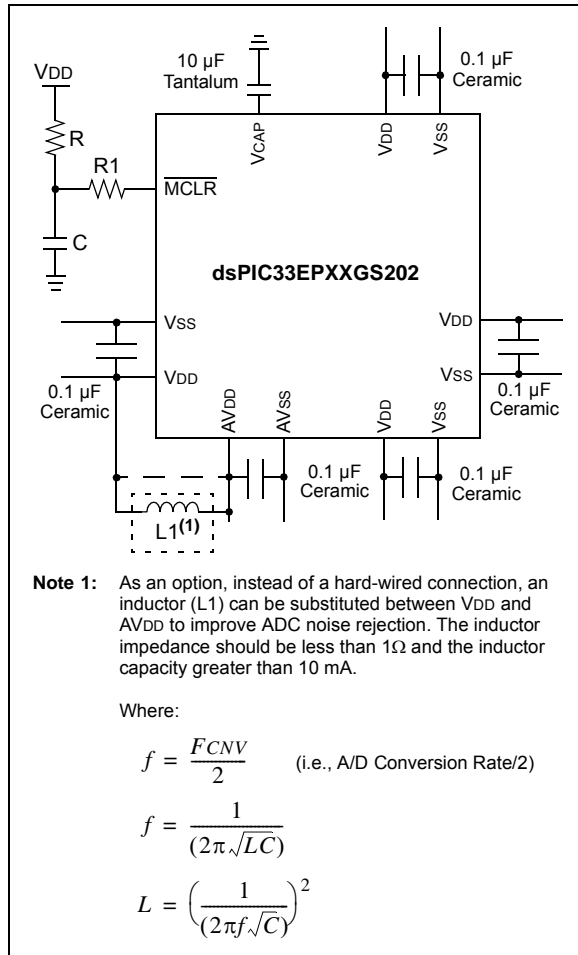 10 µF
Tantalum
0.1 µF
Ceramic
VDD
R
R1
C
VCAP
VDD
VSS
MCLR
dsPIC33EPXXGS202
VSS
VDD
VDD
VSS
0.1 µF
Ceramic
AVDD
AVSS
VDD
VSS
0.1 µF
Ceramic
0.1 µF
Ceramic
0.1 µF
Ceramic
L1(1)
Note 1: As an option, instead of a hard-wired connection, an
inductor (L1) can be substituted between VDD and
AVDD to improve ADC noise rejection. The inductor
impedance should be less than 1Ω and the inductor
capacity greater than 10 mA.
Where:
f = FCNV / 2 (i.e., A/D Conversion Rate/2)
f = 1 / (2π√LC)
L = (1 / (2πf√C))²